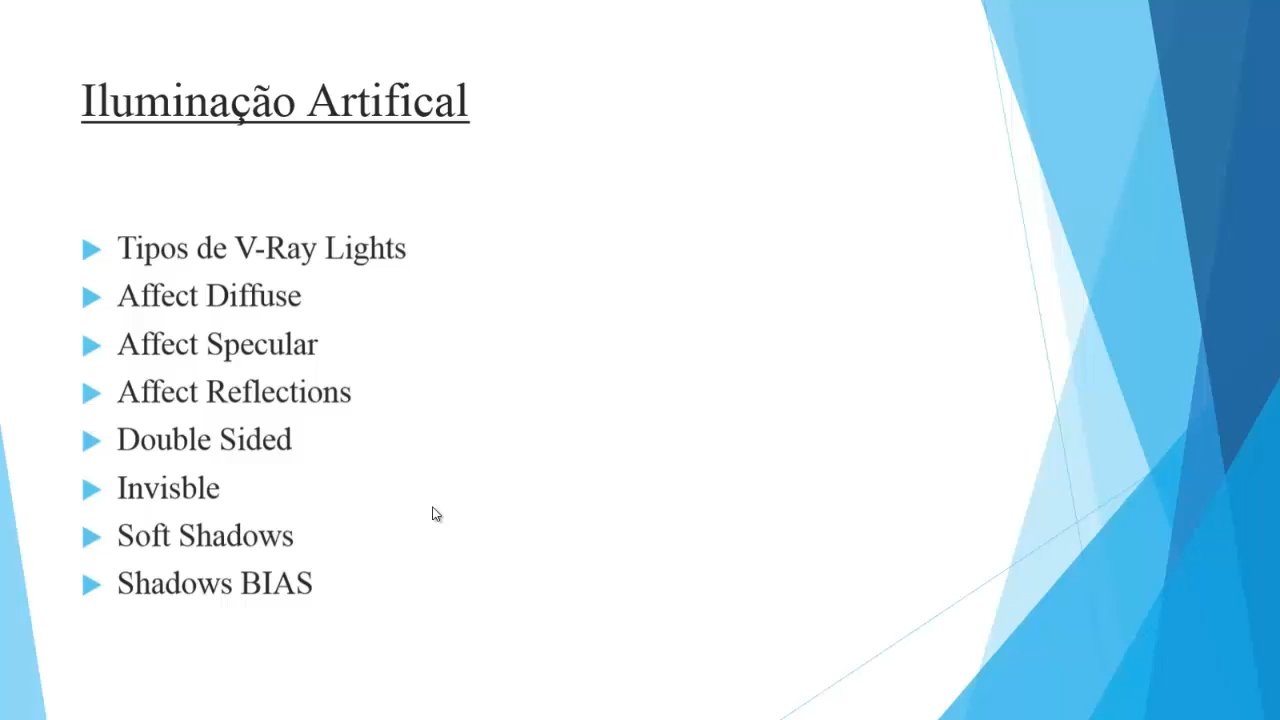 Iluminação Artifical
Tipos de V-Ray Lights
Affect Diffuse
Affect Specular
Affect Reflections
Double Sided
Invisble
Soft Shadows
Shadows BIAS